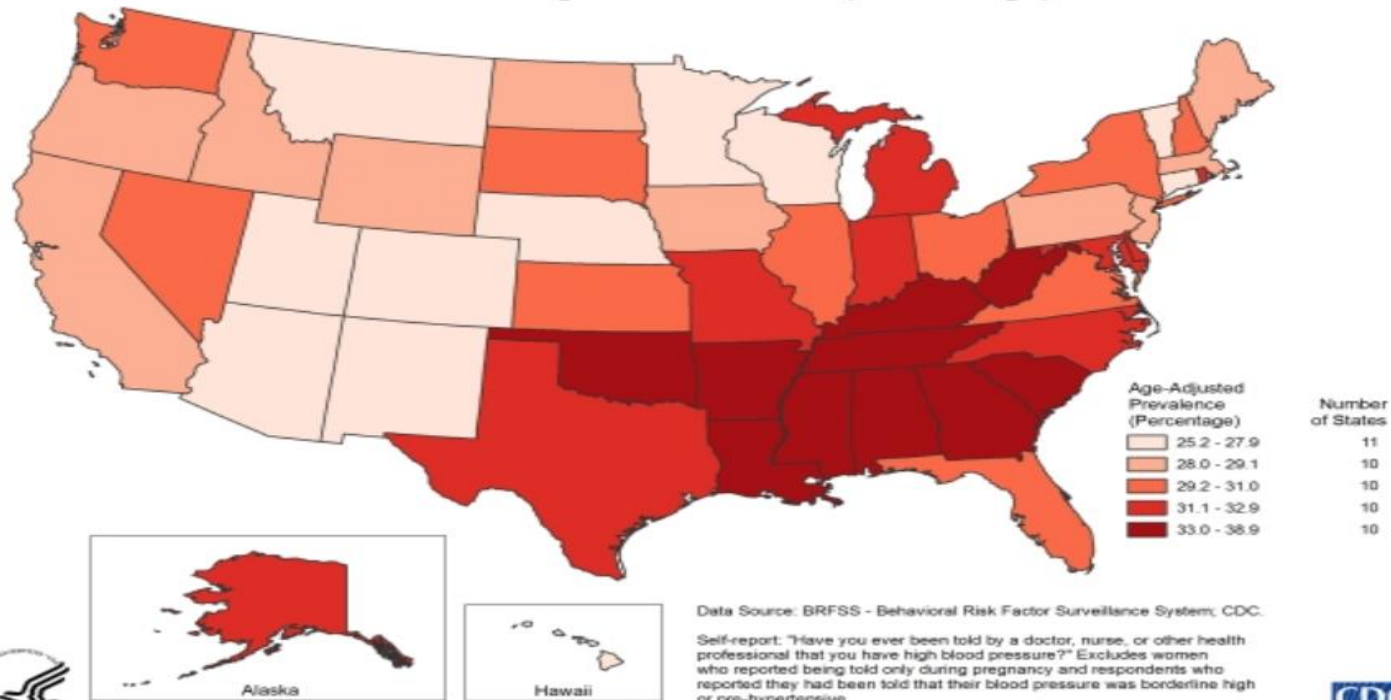 Age-Adjusted
Prevalence
(Percentage)
Number
of States
25.2 - 27.9 11
28.0 - 29.1 10
29.2 - 31.0 10
31.1 - 32.9 10
33.0 - 38.9 10
Alaska
Hawaii
Data Source: BRFSS - Behavioral Risk Factor Surveillance System; CDC.
Self-report: "Have you ever been told by a doctor, nurse, or other health
professional that you have high blood pressure?" Excludes women
who reported being told only during pregnancy and respondents who
reported they had been told that their blood pressure was borderline high
or pre-hypertensive